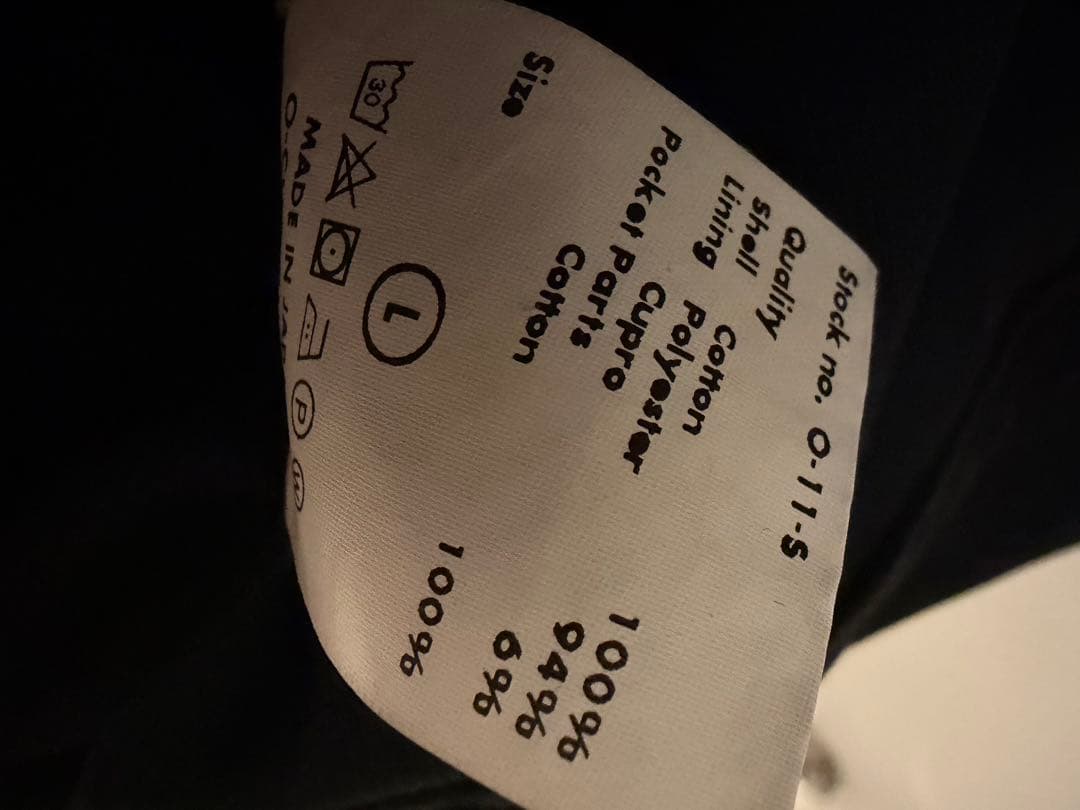 Stock no. O-11-S
Quality
Shell Cotton 100%
Lining Polyester 94%
Cupro 6%
Pocket Parts
Cotton 100%
Size
L
30
P W
MADE IN